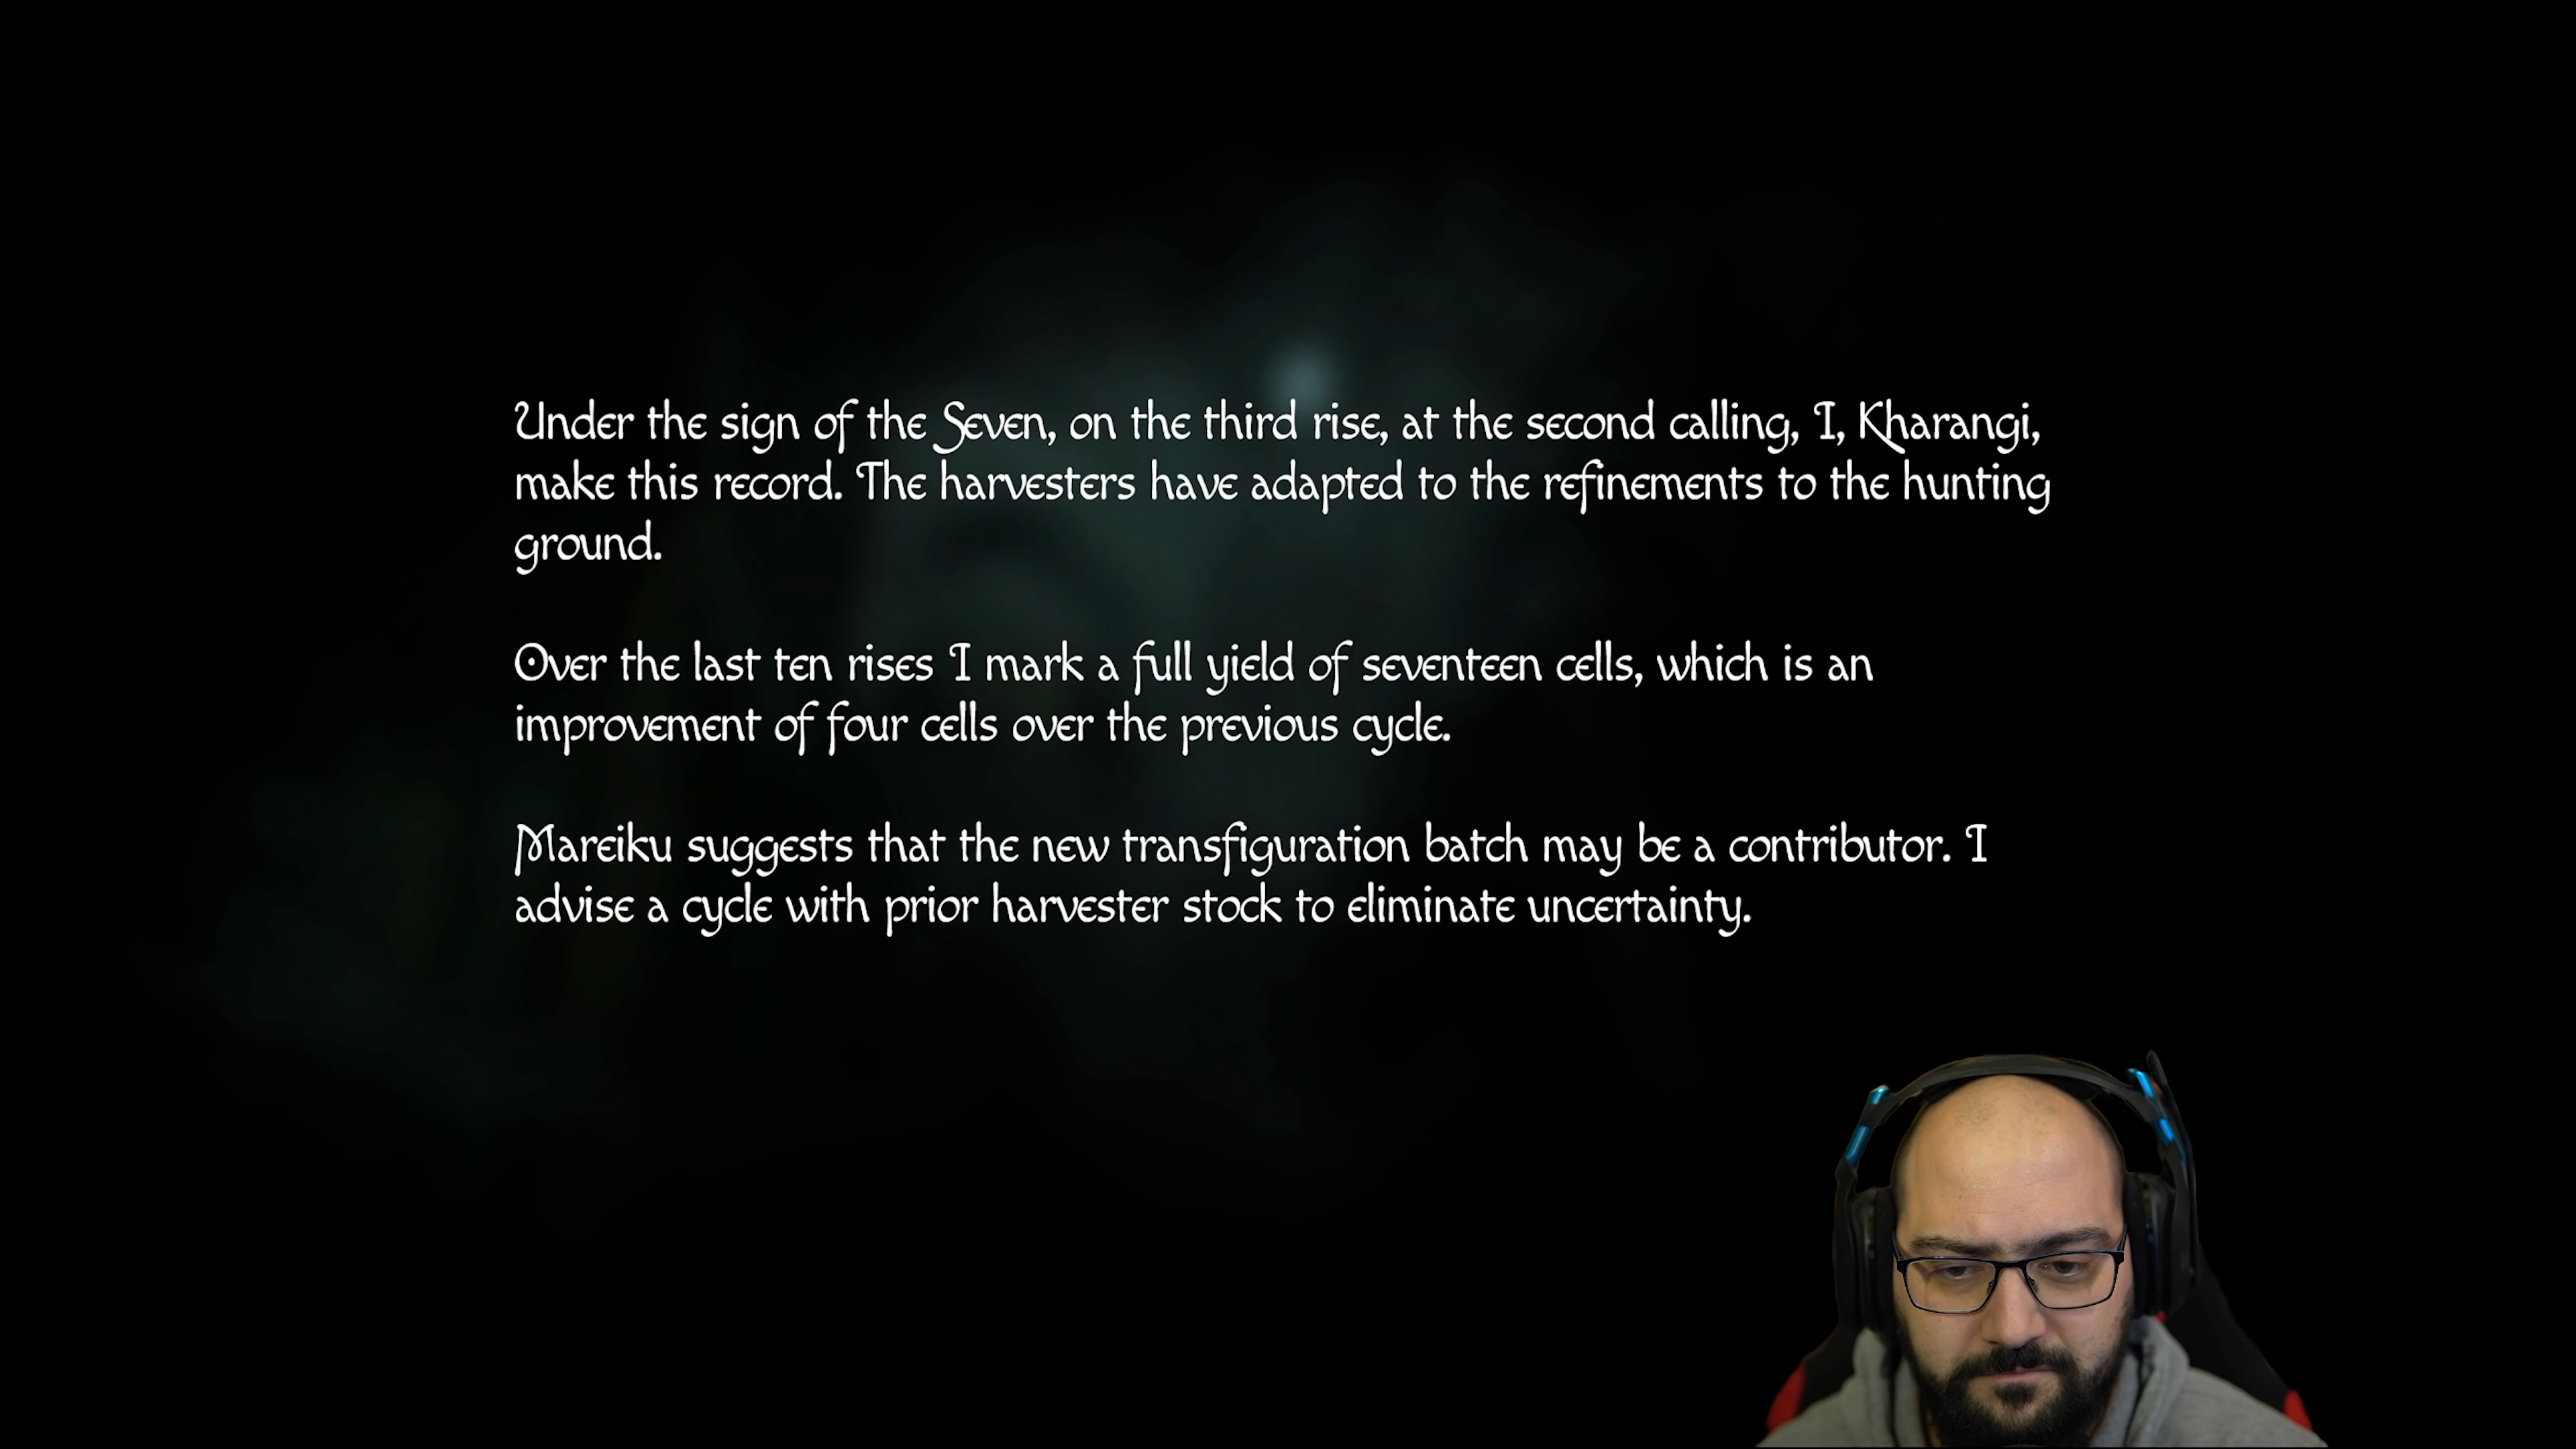 Under the sign of the Seven, on the third rise, at the second calling, I, Kharangi,
make this record. The harvesters have adapted to the refinements to the hunting
ground.
Over the last ten rises I mark a full yield of seventeen cells, which is an
improvement of four cells over the previous cycle.
Mareiku suggests that the new transfiguration batch may be a contributor. I
advise a cycle with prior harvester stock to eliminate uncertainty.